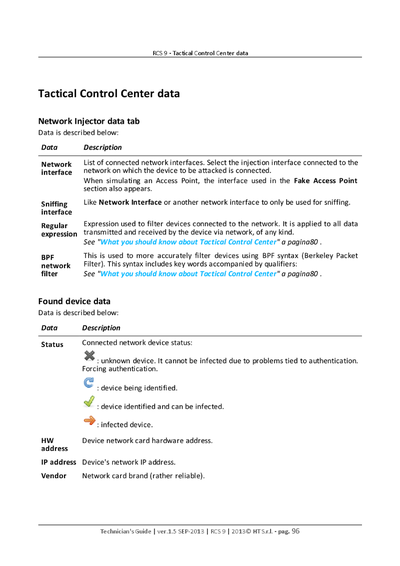 RCS 9 - Tactical Control Center data
Tactical Control Center data
Network Injector data tab
Data is described below:
Data Description
Network interface List of connected network interfaces. Select the injection interface connected to the
network on which the device to be attacked is connected.
When simulating an Access Point, the interface used in the Fake Access Point
section also appears.
Sniffing interface Like Network Interface or another network interface to only be used for sniffing.
Regular expression Expression used to filter devices connected to the network. It is applied to all data
transmitted and received by the device via network, of any kind.
See "What you should know about Tactical Control Center" a pagina80 .
BPF network filter This is used to more accurately filter devices using BPF syntax (Berkeley Packet
Filter). This syntax includes key words accompanied by qualifiers:
See "What you should know about Tactical Control Center" a pagina80 .
Found device data
Data is described below:
Data Description
Status Connected network device status:
: unknown device. It cannot be infected due to problems tied to authentication.
Forcing authentication.
: device being identified.
: device identified and can be infected.
: infected device.
HW address Device network card hardware address.
IP address Device's network IP address.
Vendor Network card brand (rather reliable).
Technician's Guide | ver.1.5 SEP-2013 | RCS 9 | 2013© HT S.r.l. - pag. 96